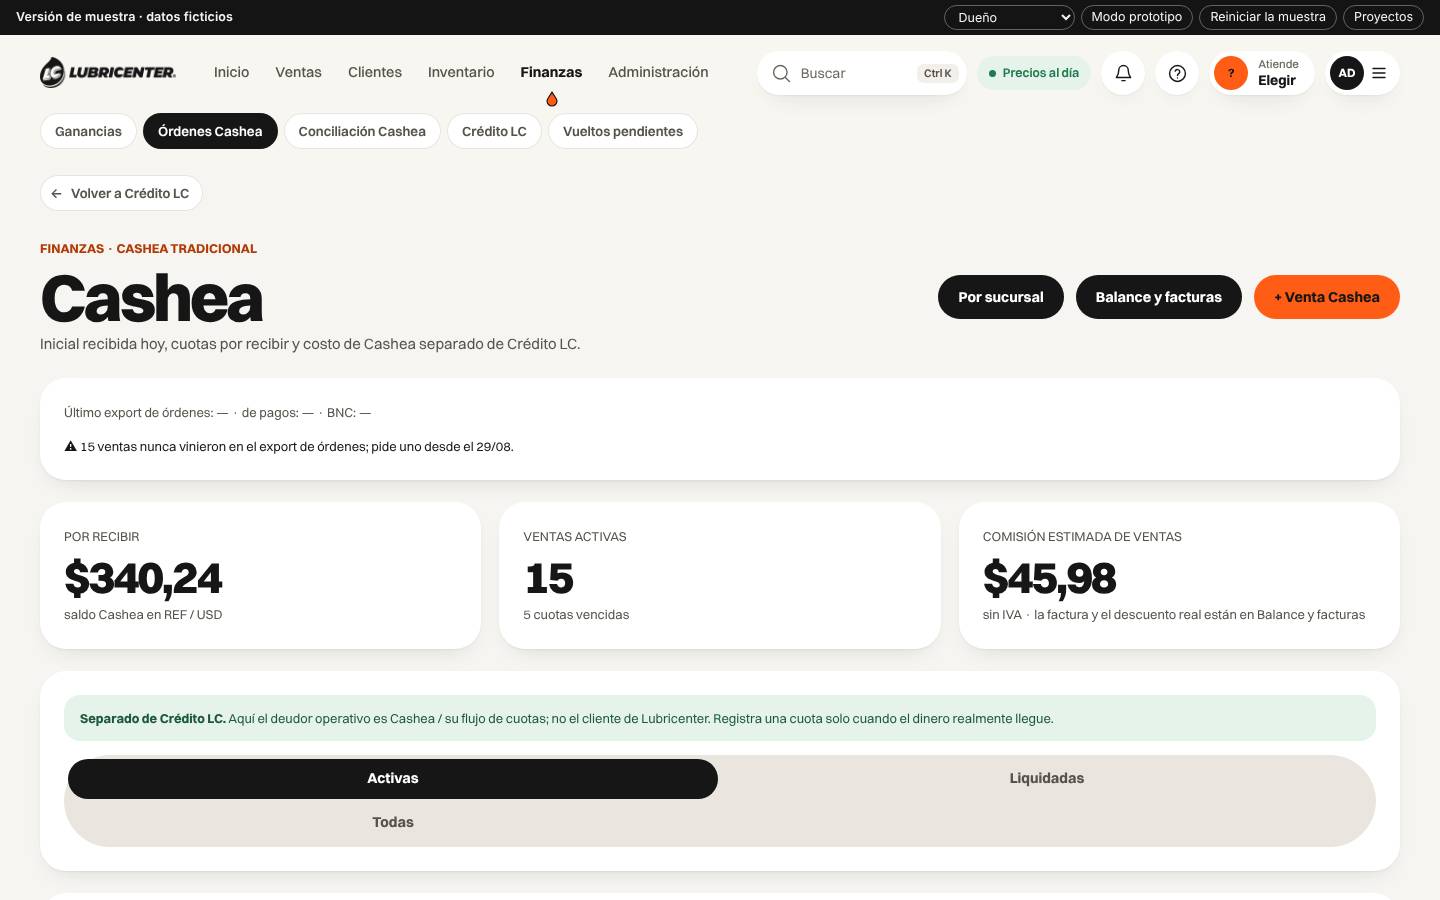 Versión de muestra · datos ficticios
Dueño
Modo prototipo
Reiniciar la muestra
Proyectos
LC LUBRICENTER.
Inicio
Ventas
Clientes
Inventario
Finanzas
Administración
Buscar
Ctrl K
Precios al día
?
Atiende
Elegir
AD
Ganancias
Órdenes Cashea
Conciliación Cashea
Crédito LC
Vueltos pendientes
← Volver a Crédito LC
FINANZAS · CASHEA TRADICIONAL
Cashea
Por sucursal
Balance y facturas
+ Venta Cashea
Inicial recibida hoy, cuotas por recibir y costo de Cashea separado de Crédito LC.
Último export de órdenes: — · de pagos: — · BNC: —
⚠ 15 ventas nunca vinieron en el export de órdenes; pide uno desde el 29/08.
POR RECIBIR
$340,24
saldo Cashea en REF / USD
VENTAS ACTIVAS
15
5 cuotas vencidas
COMISIÓN ESTIMADA DE VENTAS
$45,98
sin IVA · la factura y el descuento real están en Balance y facturas
Separado de Crédito LC. Aquí el deudor operativo es Cashea / su flujo de cuotas; no el cliente de Lubricenter. Registra una cuota solo cuando el dinero realmente llegue.
Activas
Liquidadas
Todas